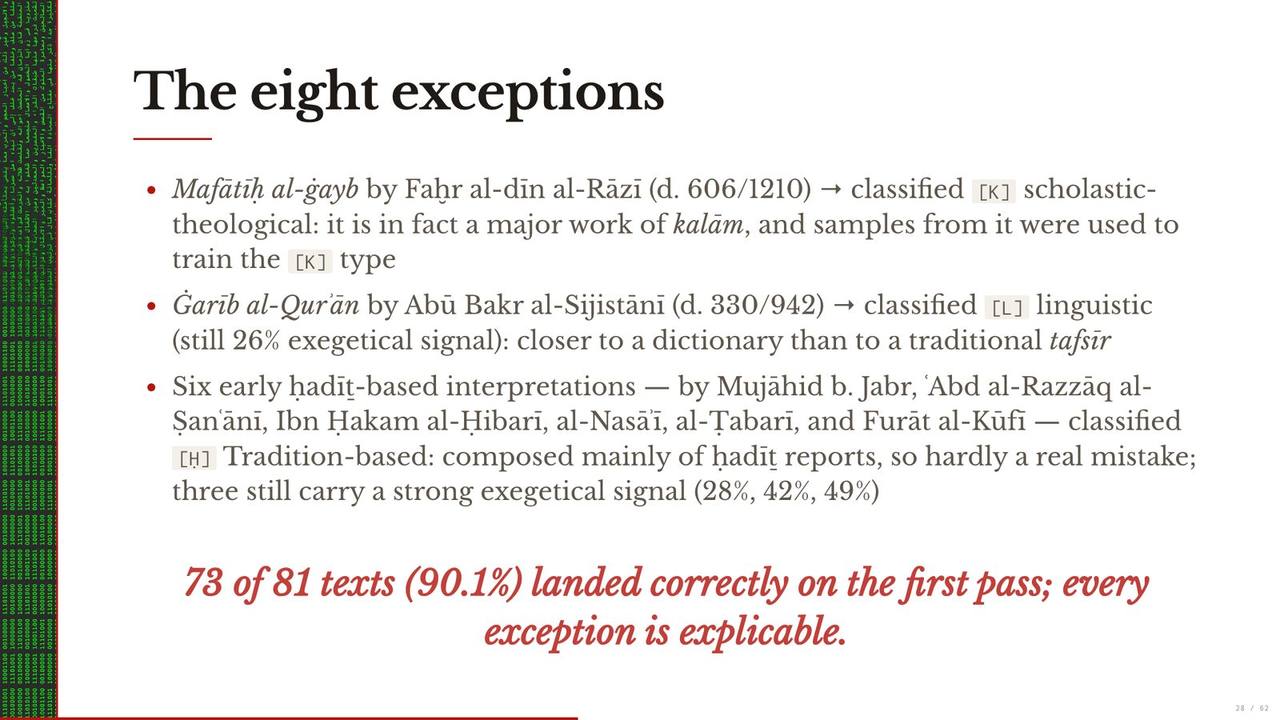 The eight exceptions
• Mafātīḥ al-ġayb by Faḫr al-dīn al-Rāzī (d. 606/1210) → classified [K] scholastic-
theological: it is in fact a major work of kalām, and samples from it were used to
train the [K] type
• Ġarīb al-Qurʾān by Abū Bakr al-Sijistānī (d. 330/942) → classified [L] linguistic
(still 26% exegetical signal): closer to a dictionary than to a traditional tafsīr
• Six early ḥadīṯ-based interpretations — by Mujāhid b. Jabr, ʿAbd al-Razzāq al-
Ṣanʿānī, Ibn Ḥakam al-Ḥibarī, al-Nasāʾī, al-Ṭabarī, and Furāt al-Kūfī — classified
[Ḥ] Tradition-based: composed mainly of ḥadīṯ reports, so hardly a real mistake;
three still carry a strong exegetical signal (28%, 42%, 49%)
73 of 81 texts (90.1%) landed correctly on the first pass; every
exception is explicable.
28 / 62